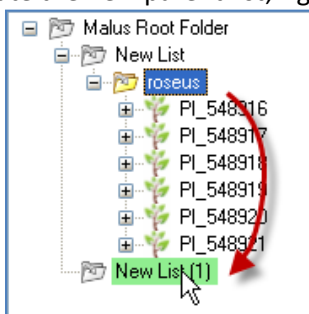 Malus Root Folder
New List
roseus
PI_548916
PI_548917
PI_548918
PI_548919
PI_548920
PI_548921
New List (1)